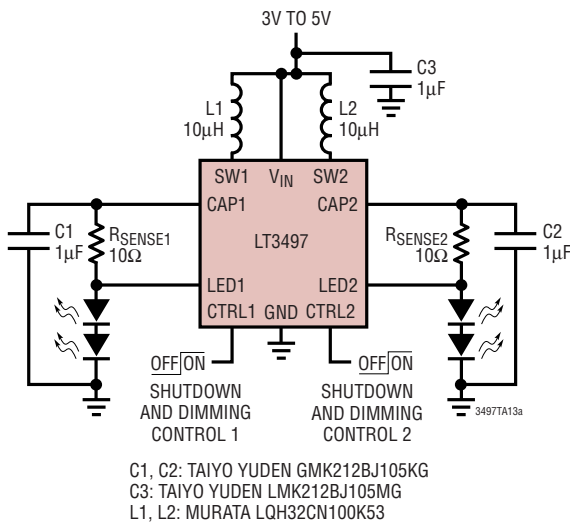 3V TO 5V
C3
1µF
L1
10µH
L2
10µH
SW1 VIN SW2
CAP1 CAP2
C1
1µF
RSENSE1
10Ω
LT3497
RSENSE2
10Ω
C2
1µF
LED1 LED2
CTRL1 GND CTRL2
OFF ON
OFF ON
SHUTDOWN
AND DIMMING
CONTROL 1
SHUTDOWN
AND DIMMING
CONTROL 2
3497TA13a
C1, C2: TAIYO YUDEN GMK212BJ105KG
C3: TAIYO YUDEN LMK212BJ105MG
L1, L2: MURATA LQH32CN100K53